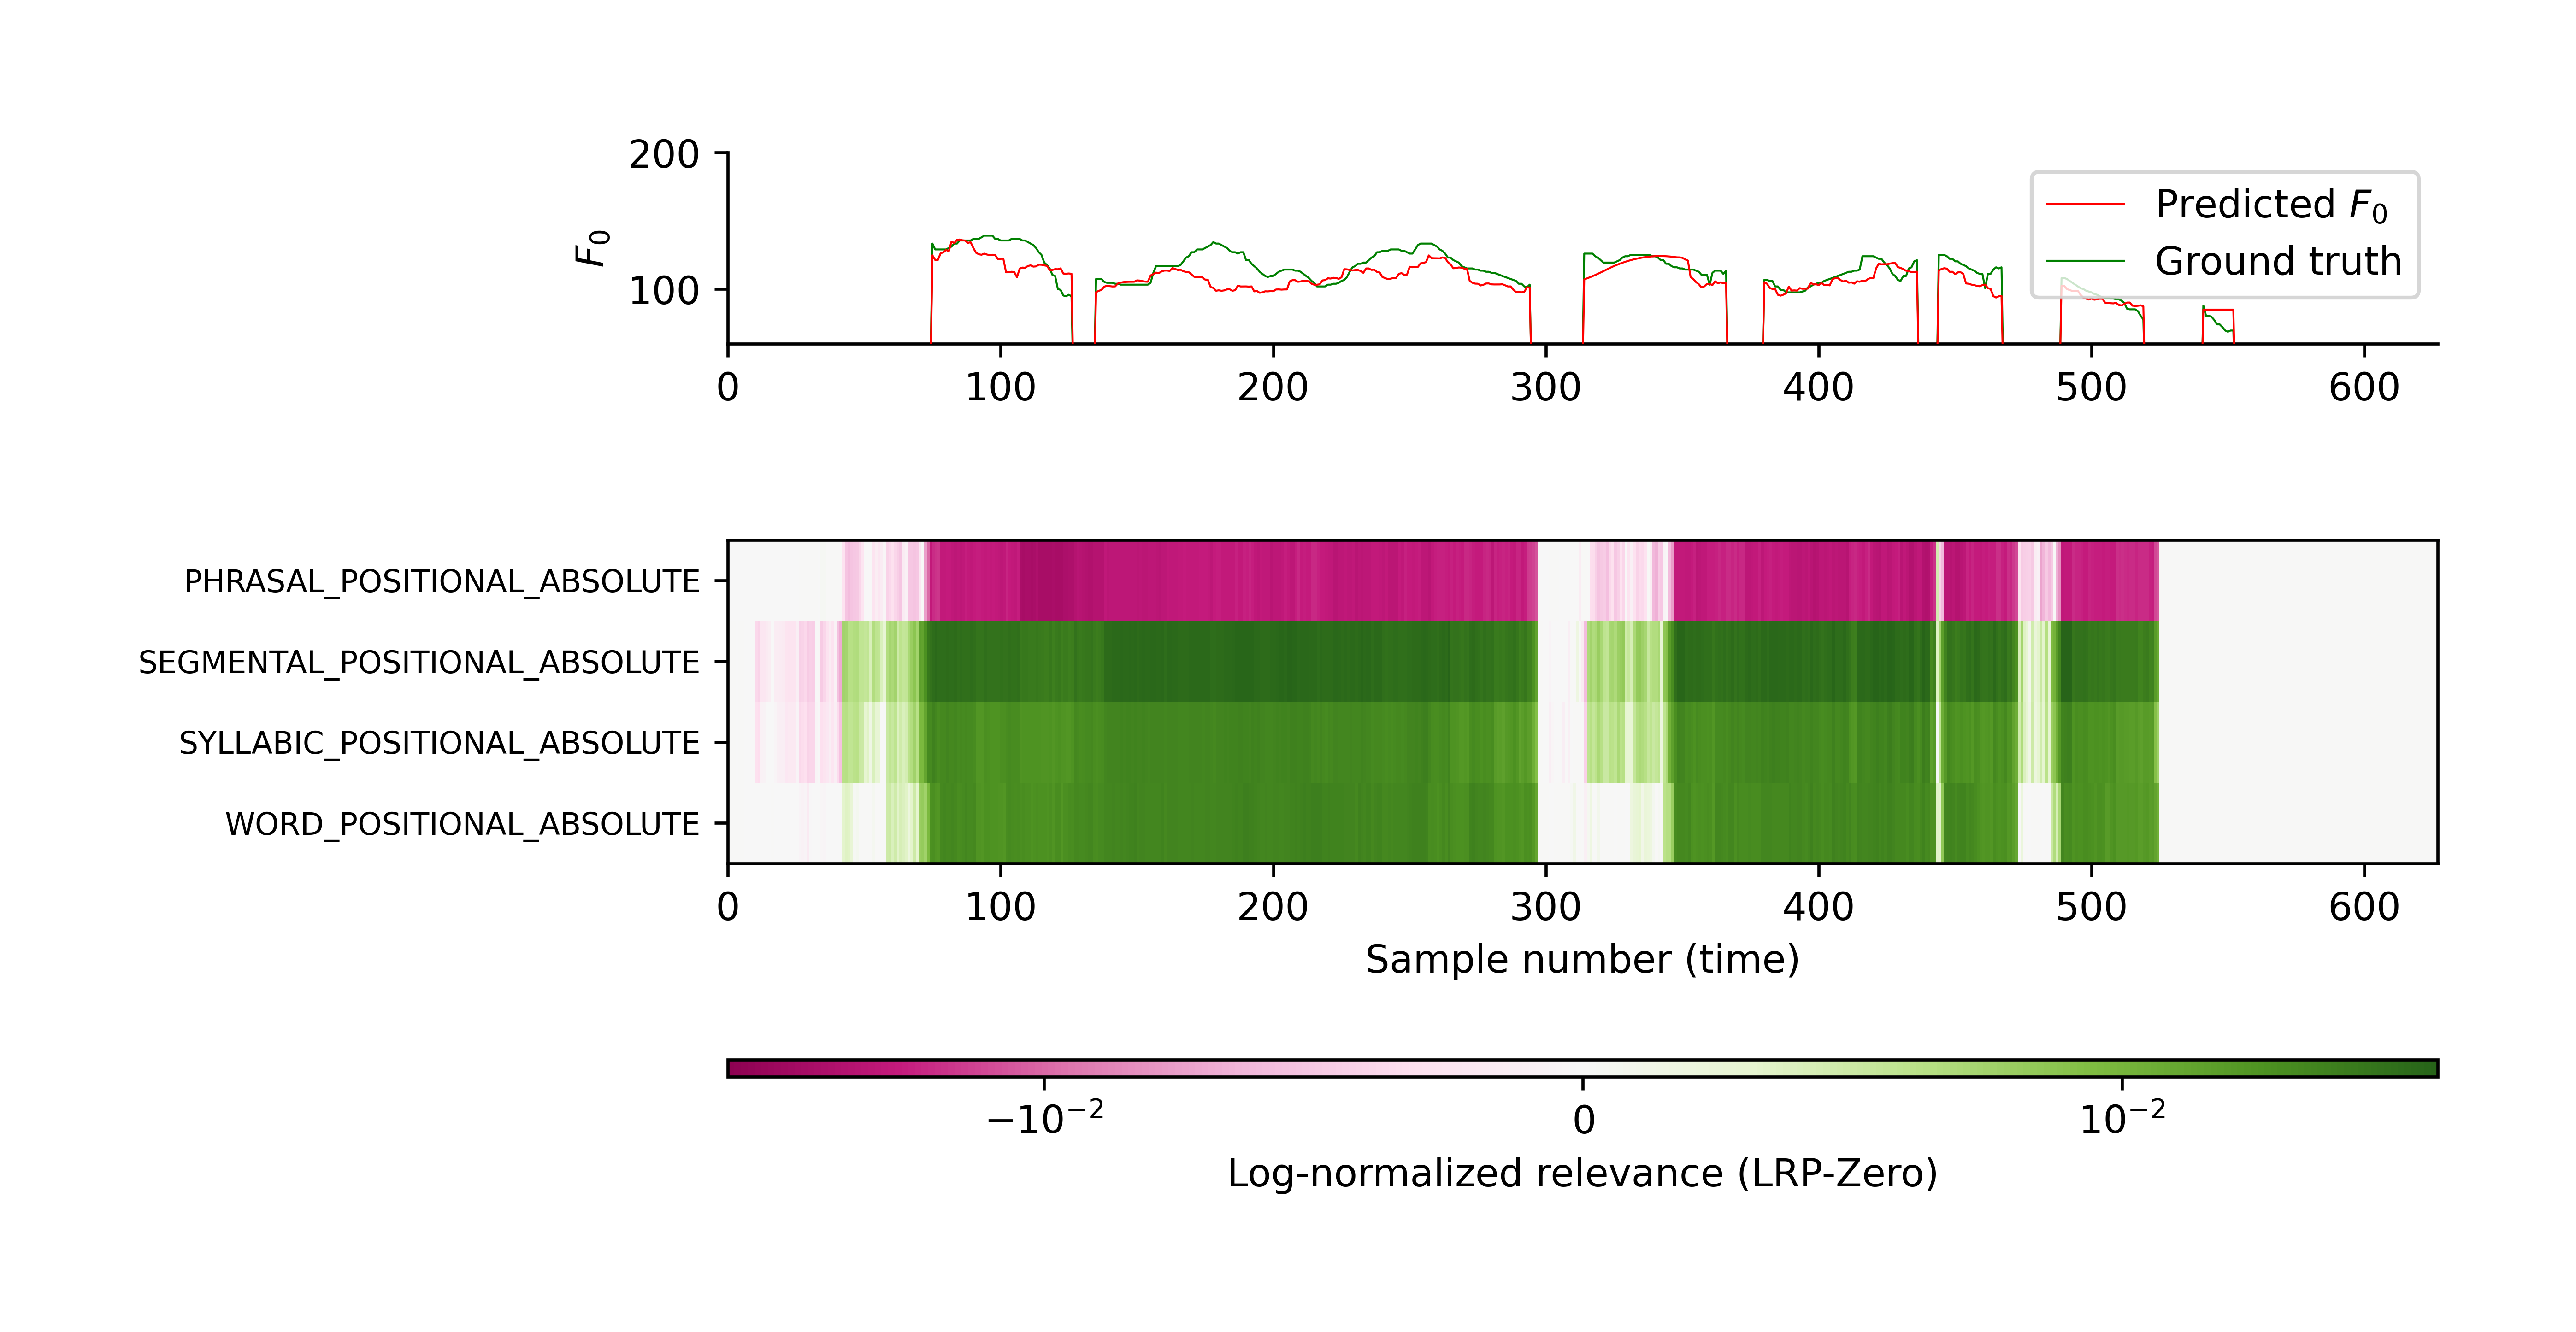 200
100
F₀
Predicted F₀
Ground truth
0 100 200 300 400 500 600
PHRASAL_POSITIONAL_ABSOLUTE
SEGMENTAL_POSITIONAL_ABSOLUTE
SYLLABIC_POSITIONAL_ABSOLUTE
WORD_POSITIONAL_ABSOLUTE
0 100 200 300 400 500 600
Sample number (time)
−10⁻² 0 10⁻²
Log-normalized relevance (LRP-Zero)